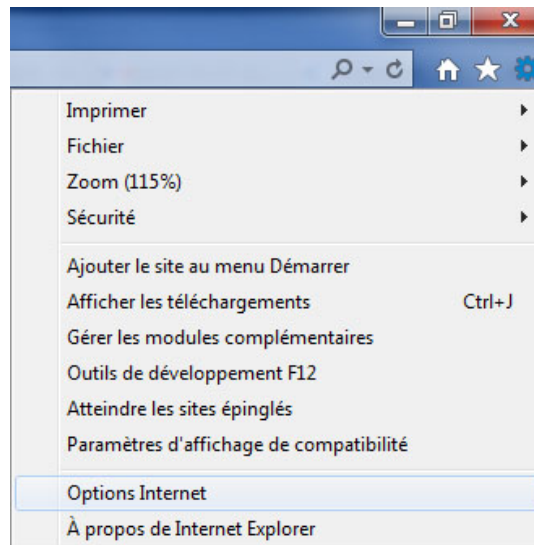 Imprimer
Fichier
Zoom (115%)
Sécurité
Ajouter le site au menu Démarrer
Afficher les téléchargements Ctrl+J
Gérer les modules complémentaires
Outils de développement F12
Atteindre les sites épinglés
Paramètres d'affichage de compatibilité
Options Internet
À propos de Internet Explorer